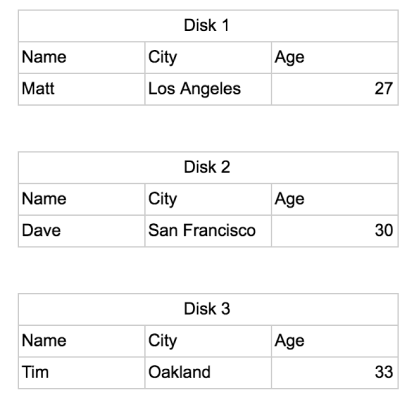 Disk 1
Name City Age
Matt Los Angeles 27
Disk 2
Name City Age
Dave San Francisco 30
Disk 3
Name City Age
Tim Oakland 33